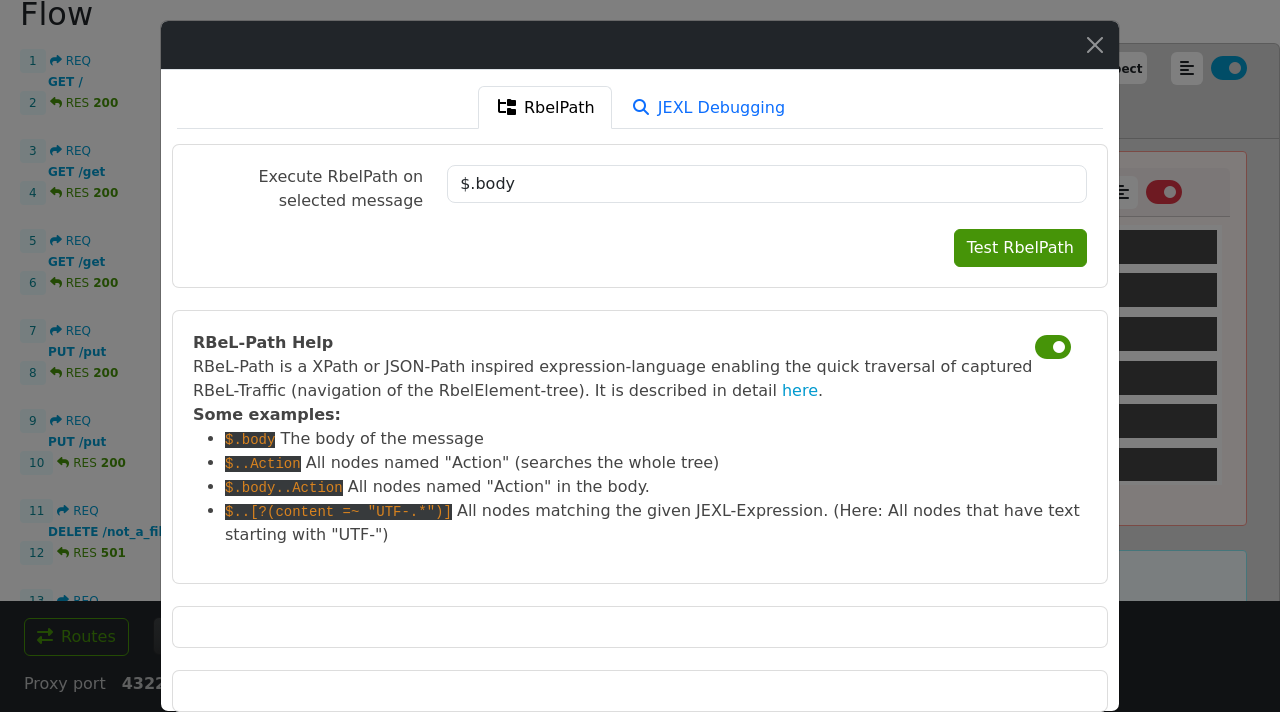 Flow
1 REQ
GET /
2 RES 200
3 REQ
GET /get
4 RES 200
5 REQ
GET /get
6 RES 200
7 REQ
PUT /put
8 RES 200
9 REQ
PUT /put
10 RES 200
11 REQ
12 RES 501
13 REQ
Routes
Proxy port
RbelPath
JEXL Debugging
Execute RbelPath on
selected message
$.body
Test RbelPath
RBeL-Path Help
RBeL-Path is a XPath or JSON-Path inspired expression-language enabling the quick traversal of captured
RBeL-Traffic (navigation of the RbelElement-tree). It is described in detail here.
Some examples:
$.body The body of the message
$..Action All nodes named "Action" (searches the whole tree)
$.body..Action All nodes named "Action" in the body.
$..[?(content =~ "UTF-.*")] All nodes matching the given JEXL-Expression. (Here: All nodes that have text
starting with "UTF-")